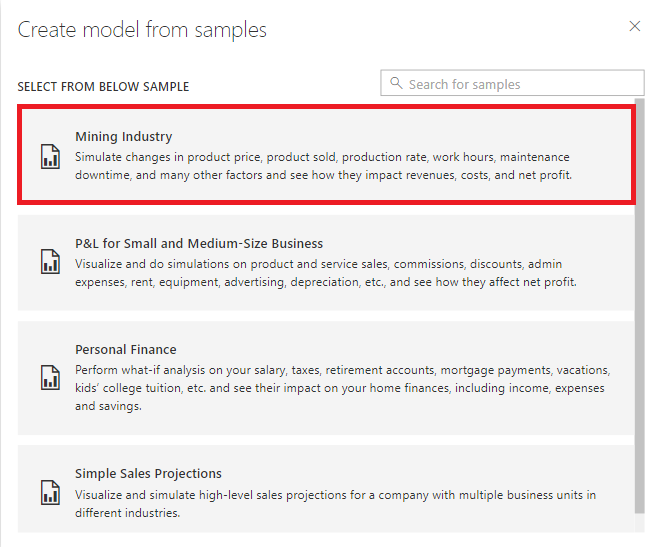 Create model from samples
SELECT FROM BELOW SAMPLE
Search for samples
Mining Industry
Simulate changes in product price, product sold, production rate, work hours, maintenance
downtime, and many other factors and see how they impact revenues, costs, and net profit.
P&L for Small and Medium-Size Business
Visualize and do simulations on product and service sales, commissions, discounts, admin
expenses, rent, equipment, advertising, depreciation, etc., and see how they affect net profit.
Personal Finance
Perform what-if analysis on your salary, taxes, retirement accounts, mortgage payments, vacations,
kids' college tuition, etc. and see their impact on your home finances, including income, expenses
and savings.
Simple Sales Projections
Visualize and simulate high-level sales projections for a company with multiple business units in
different industries.